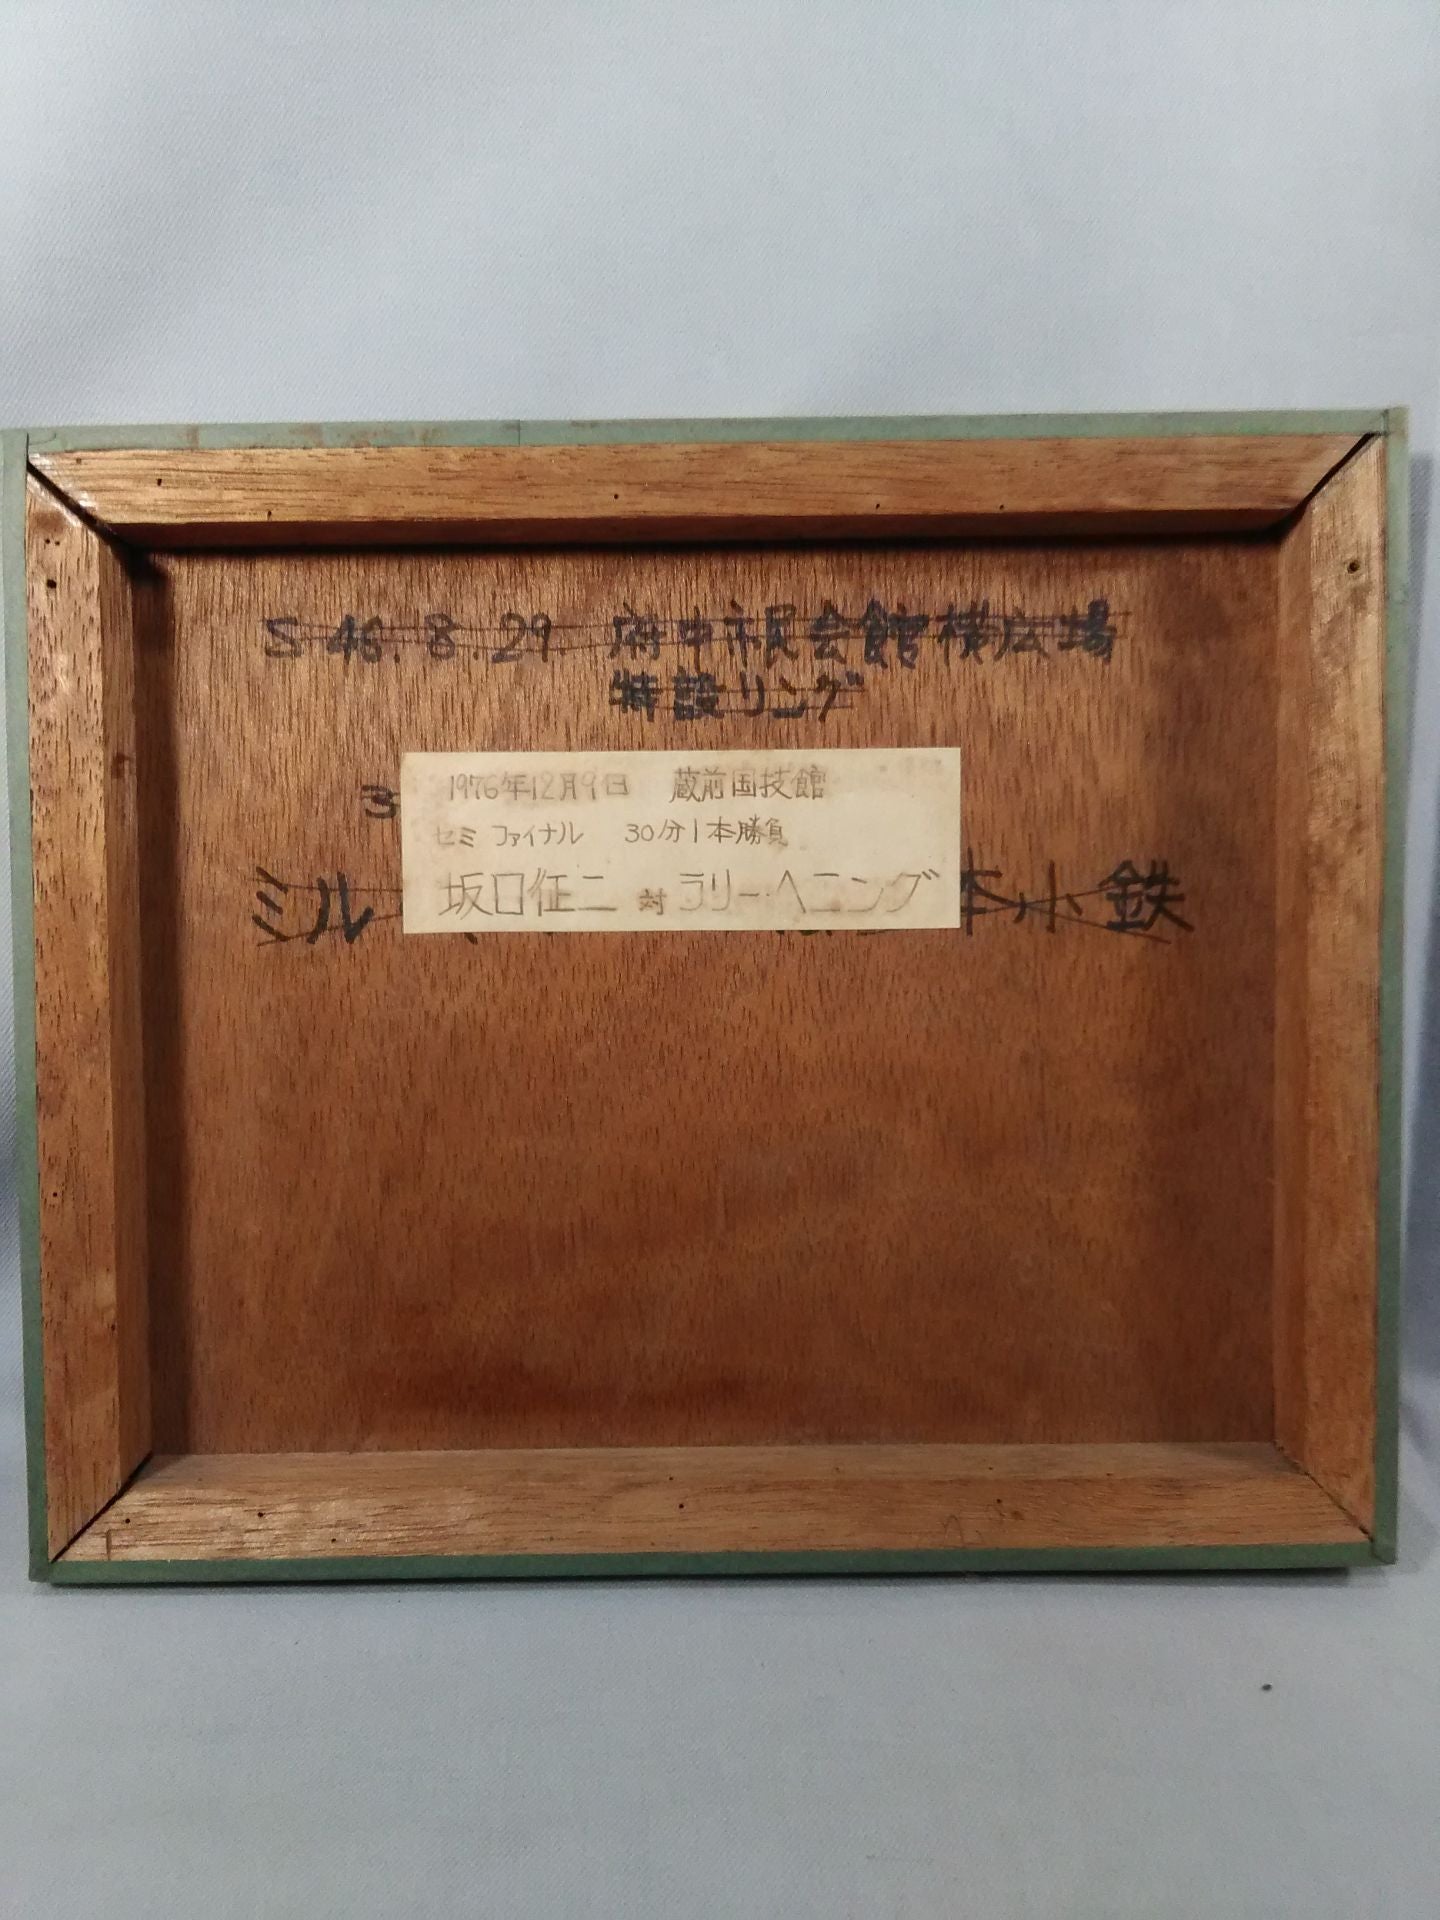 S 46.8.29. 府中市民会館横広場
特設リング
3
1976年12月9日 蔵前国技館
セミファイナル 30分1本勝負
坂口征二 対 ラリー・ヘニング
ミル 本小鉄